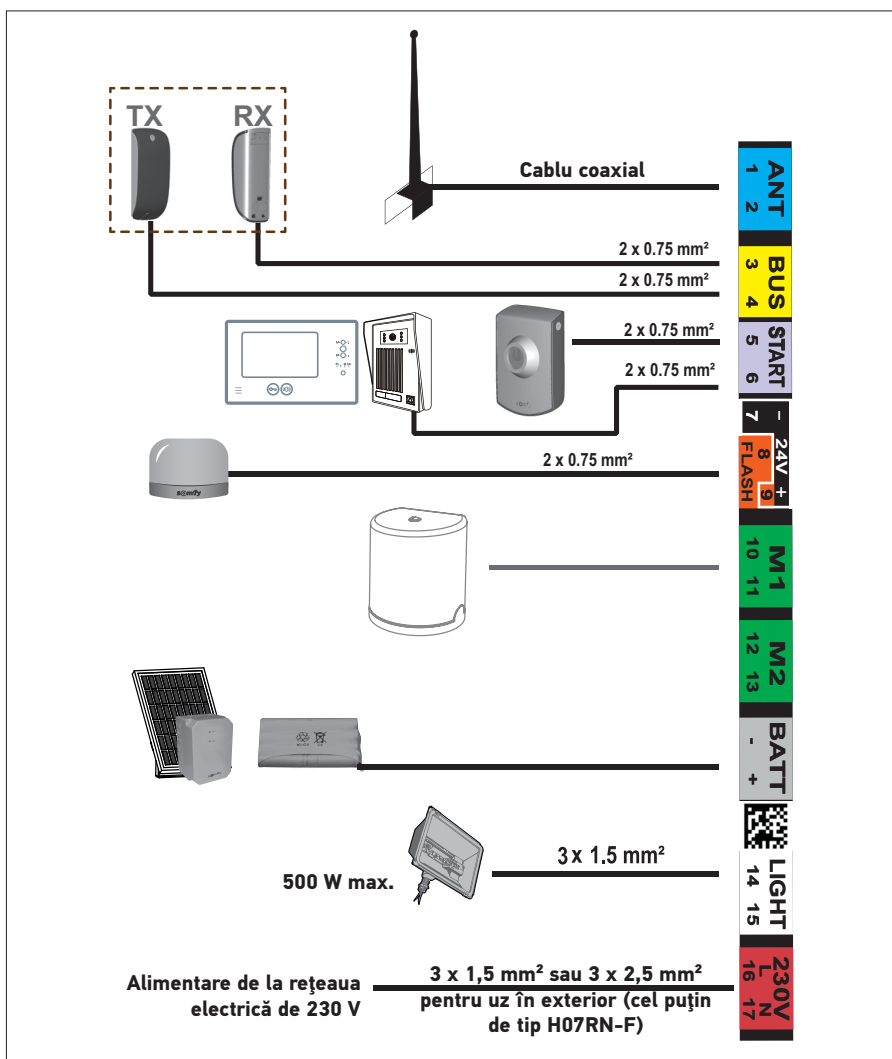 TX RX
Cablu coaxial
ANT
1 2
2 x 0.75 mm²
2 x 0.75 mm²
BUS
3 4
2 x 0.75 mm²
2 x 0.75 mm²
START
5 6
2 x 0.75 mm²
somfy
- 24V +
7 8 9
FLASH
M1
10 11
M2
12 13
BATT
- +
500 W max.
3 x 1.5 mm²
LIGHT
14 15
Alimentare de la rețeaua
electrică de 230 V
3 x 1,5 mm² sau 3 x 2,5 mm²
pentru uz în exterior (cel puțin
de tip H07RN-F)
230V
L N
16 17